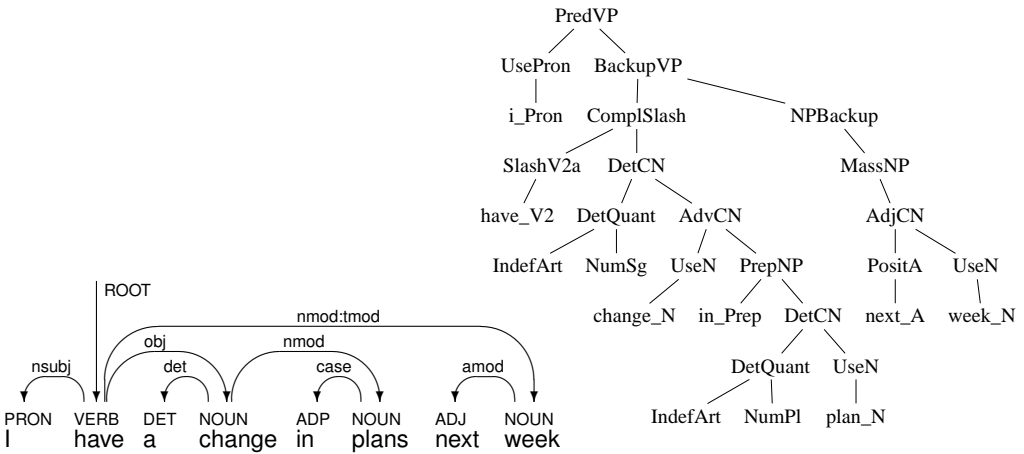 PredVP
UsePron BackupVP
i_Pron ComplSlash NPBackup
SlashV2a DetCN MassNP
have_V2 DetQuant AdvCN AdjCN
IndefArt NumSg UseN PrepNP PositA UseN
change_N in_Prep DetCN next_A week_N
DetQuant UseN
IndefArt NumPl plan_N
ROOT
nmod:tmod
obj nmod
nsubj det case amod
PRON VERB DET NOUN ADP NOUN ADJ NOUN
I have a change in plans next week